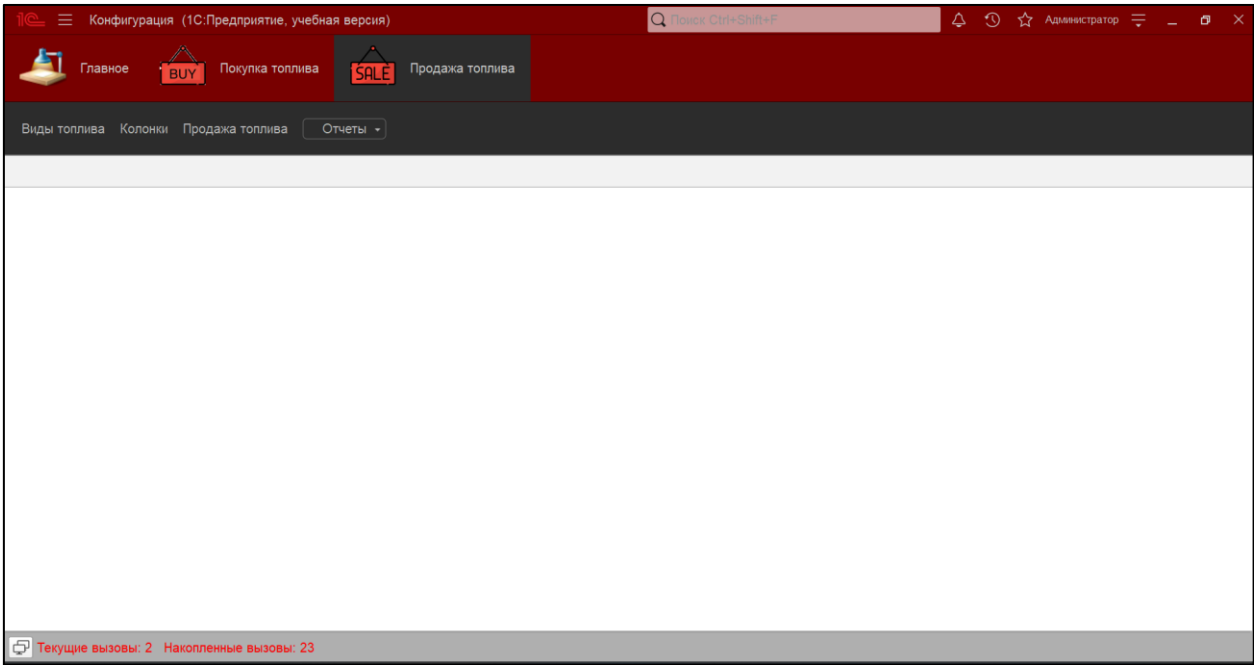 1С Конфигурация (1С:Предприятие, учебная версия) Поиск Ctrl+Shift+F Администратор
Главное BUY Покупка топлива SALE Продажа топлива
Виды топлива Колонки Продажа топлива Отчеты
Текущие вызовы: 2 Накопленные вызовы: 23